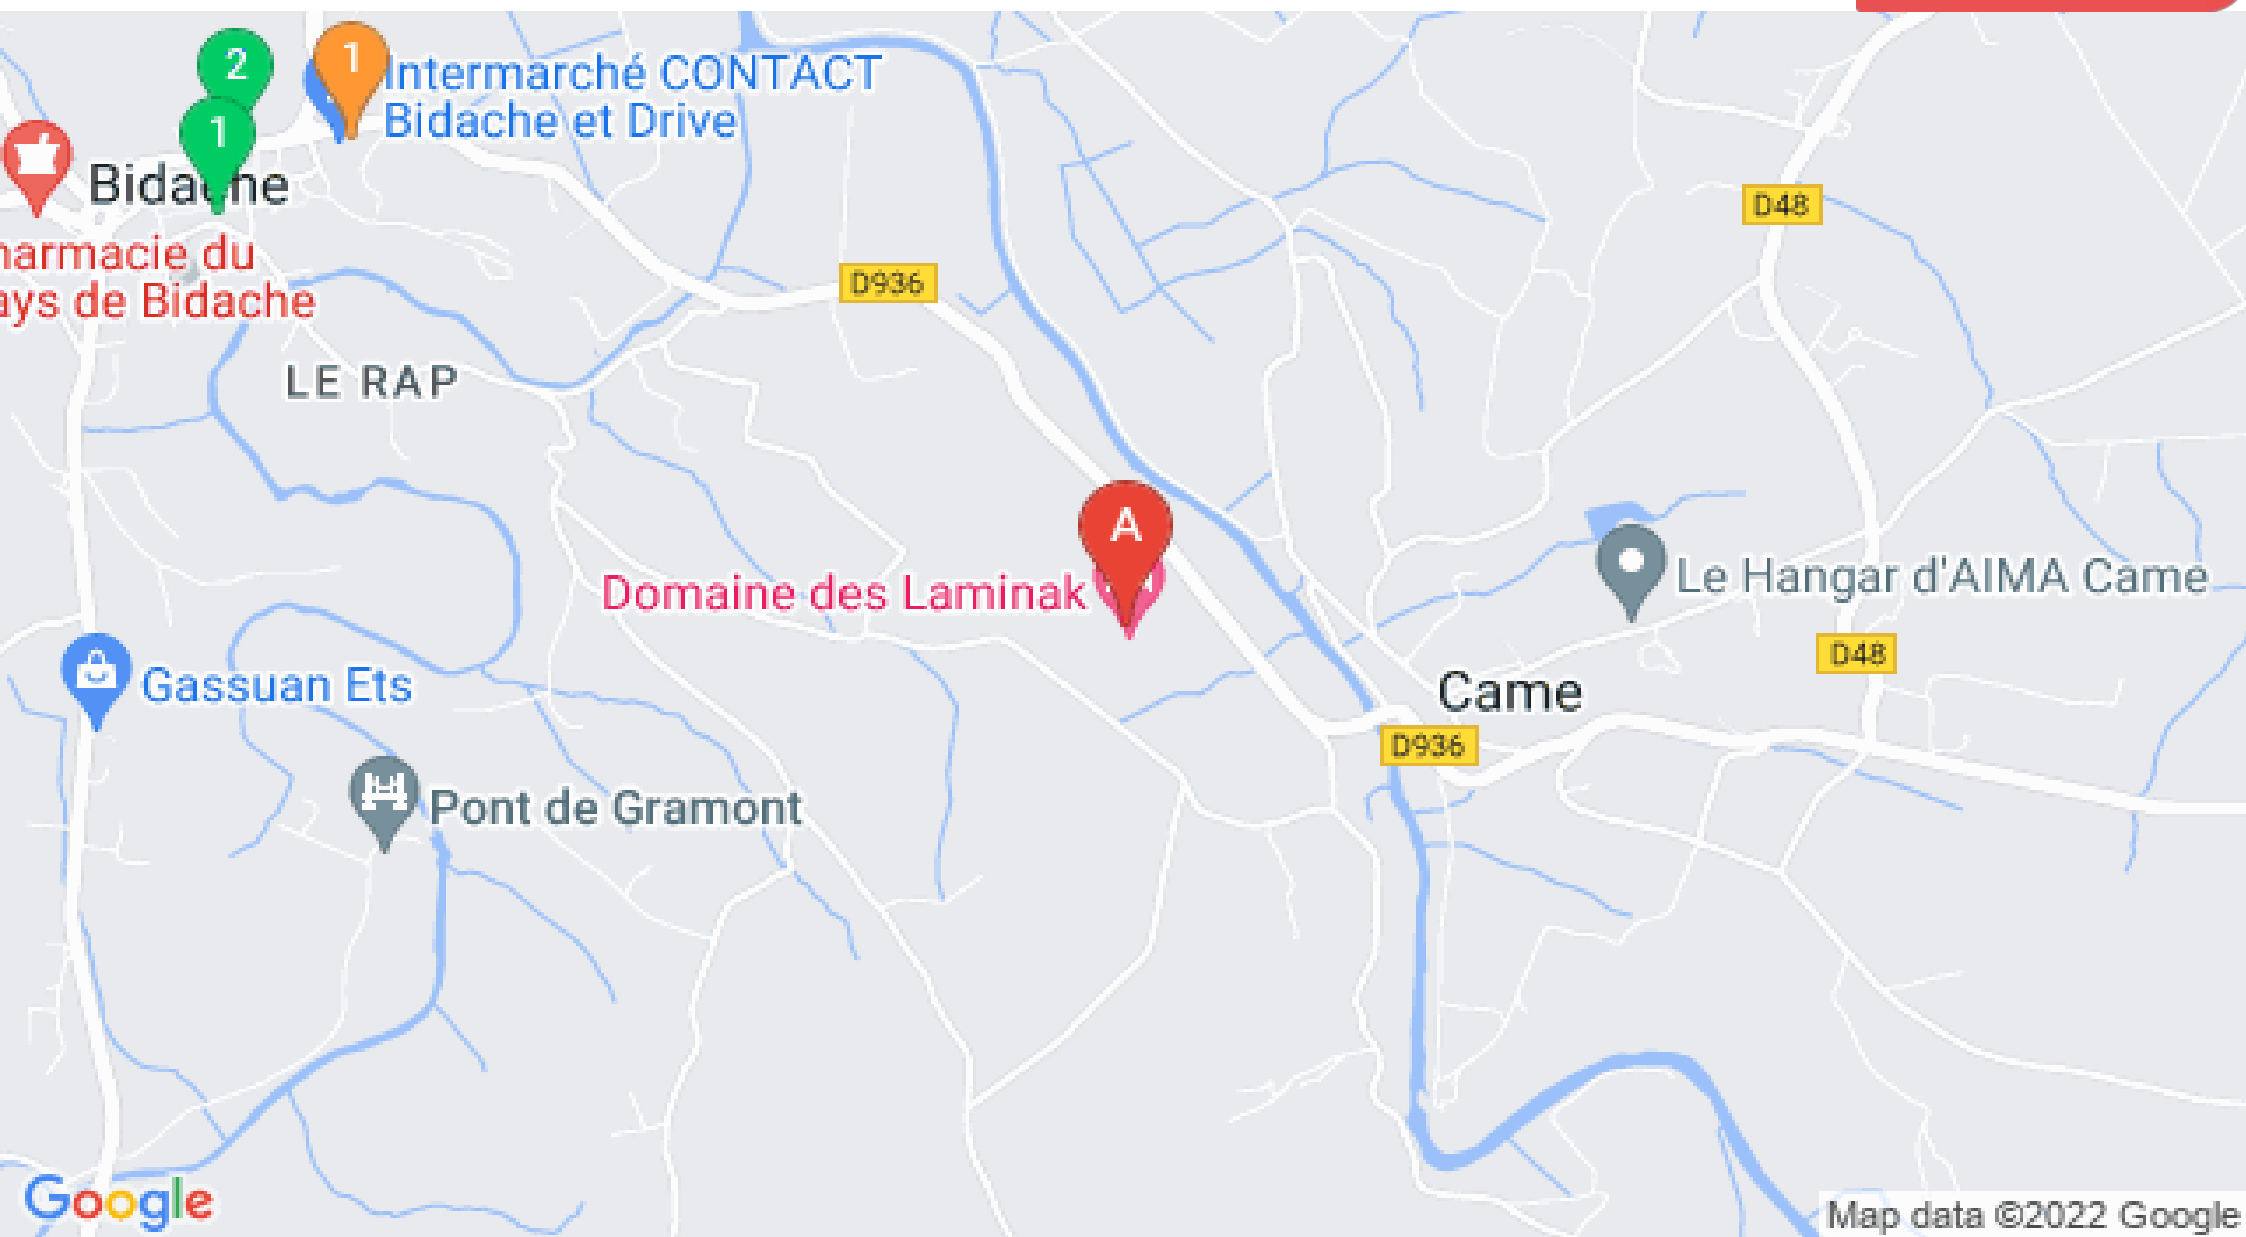 2
1
1
Intermarché CONTACT
Bidache et Drive
Bidache
harmacie du
ays de Bidache
D48
D936
LE RAP
A
Domaine des Laminak
Le Hangar d'AIMA Came
D48
Gassuan Ets
Came
D936
Pont de Gramont
Google
Map data ©2022 Google